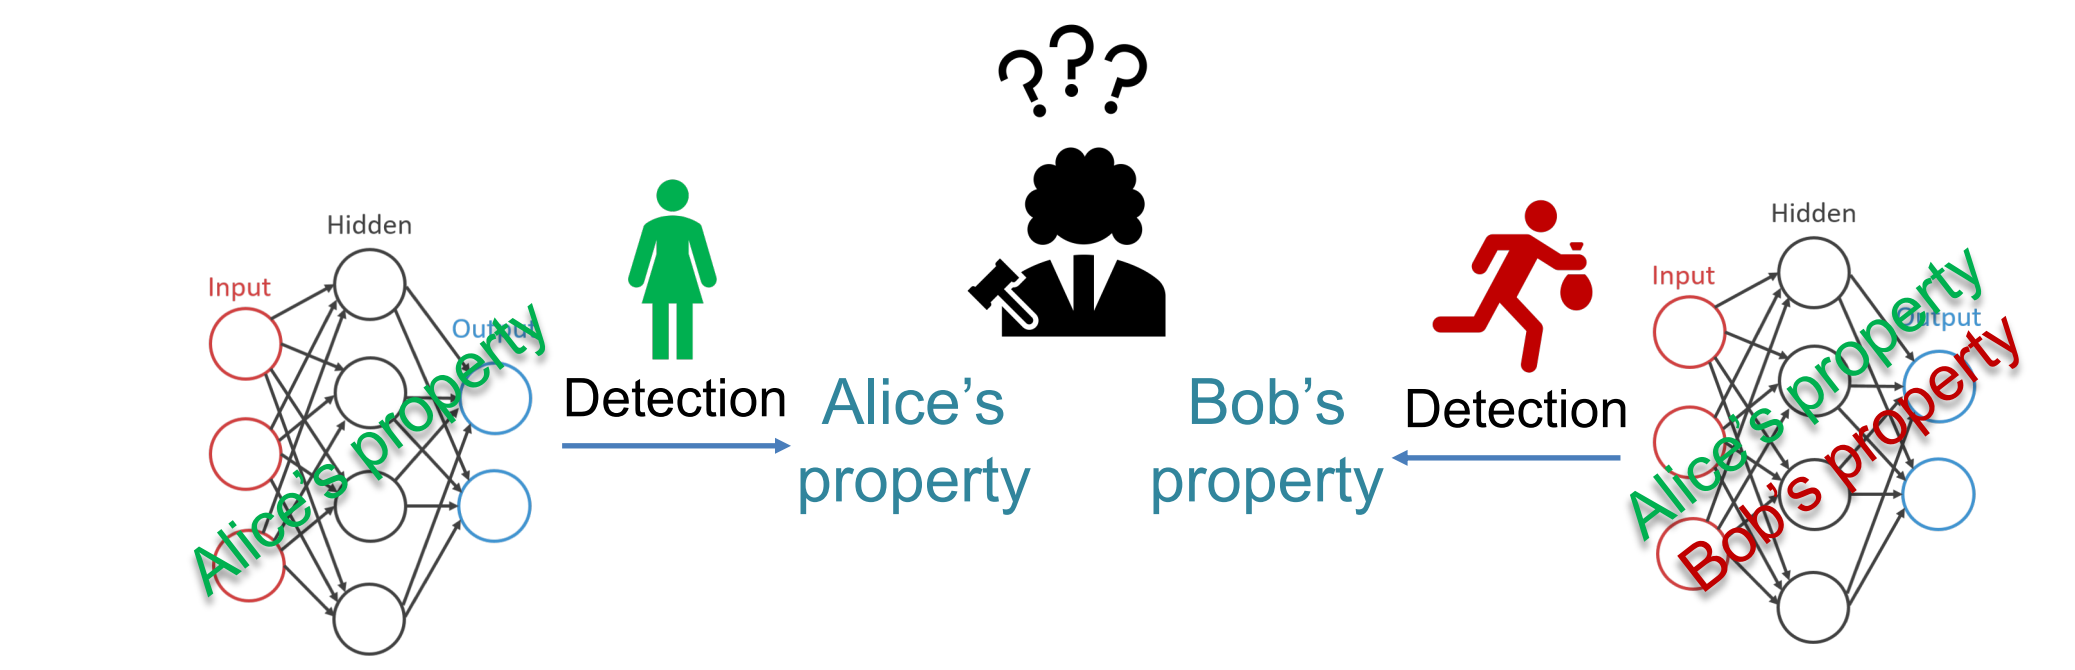 ???
Hidden
Input
Output
Alice's property
Detection
Alice's
property
Bob's
property
Detection
Hidden
Input
Output
Alice's property
Bob's property